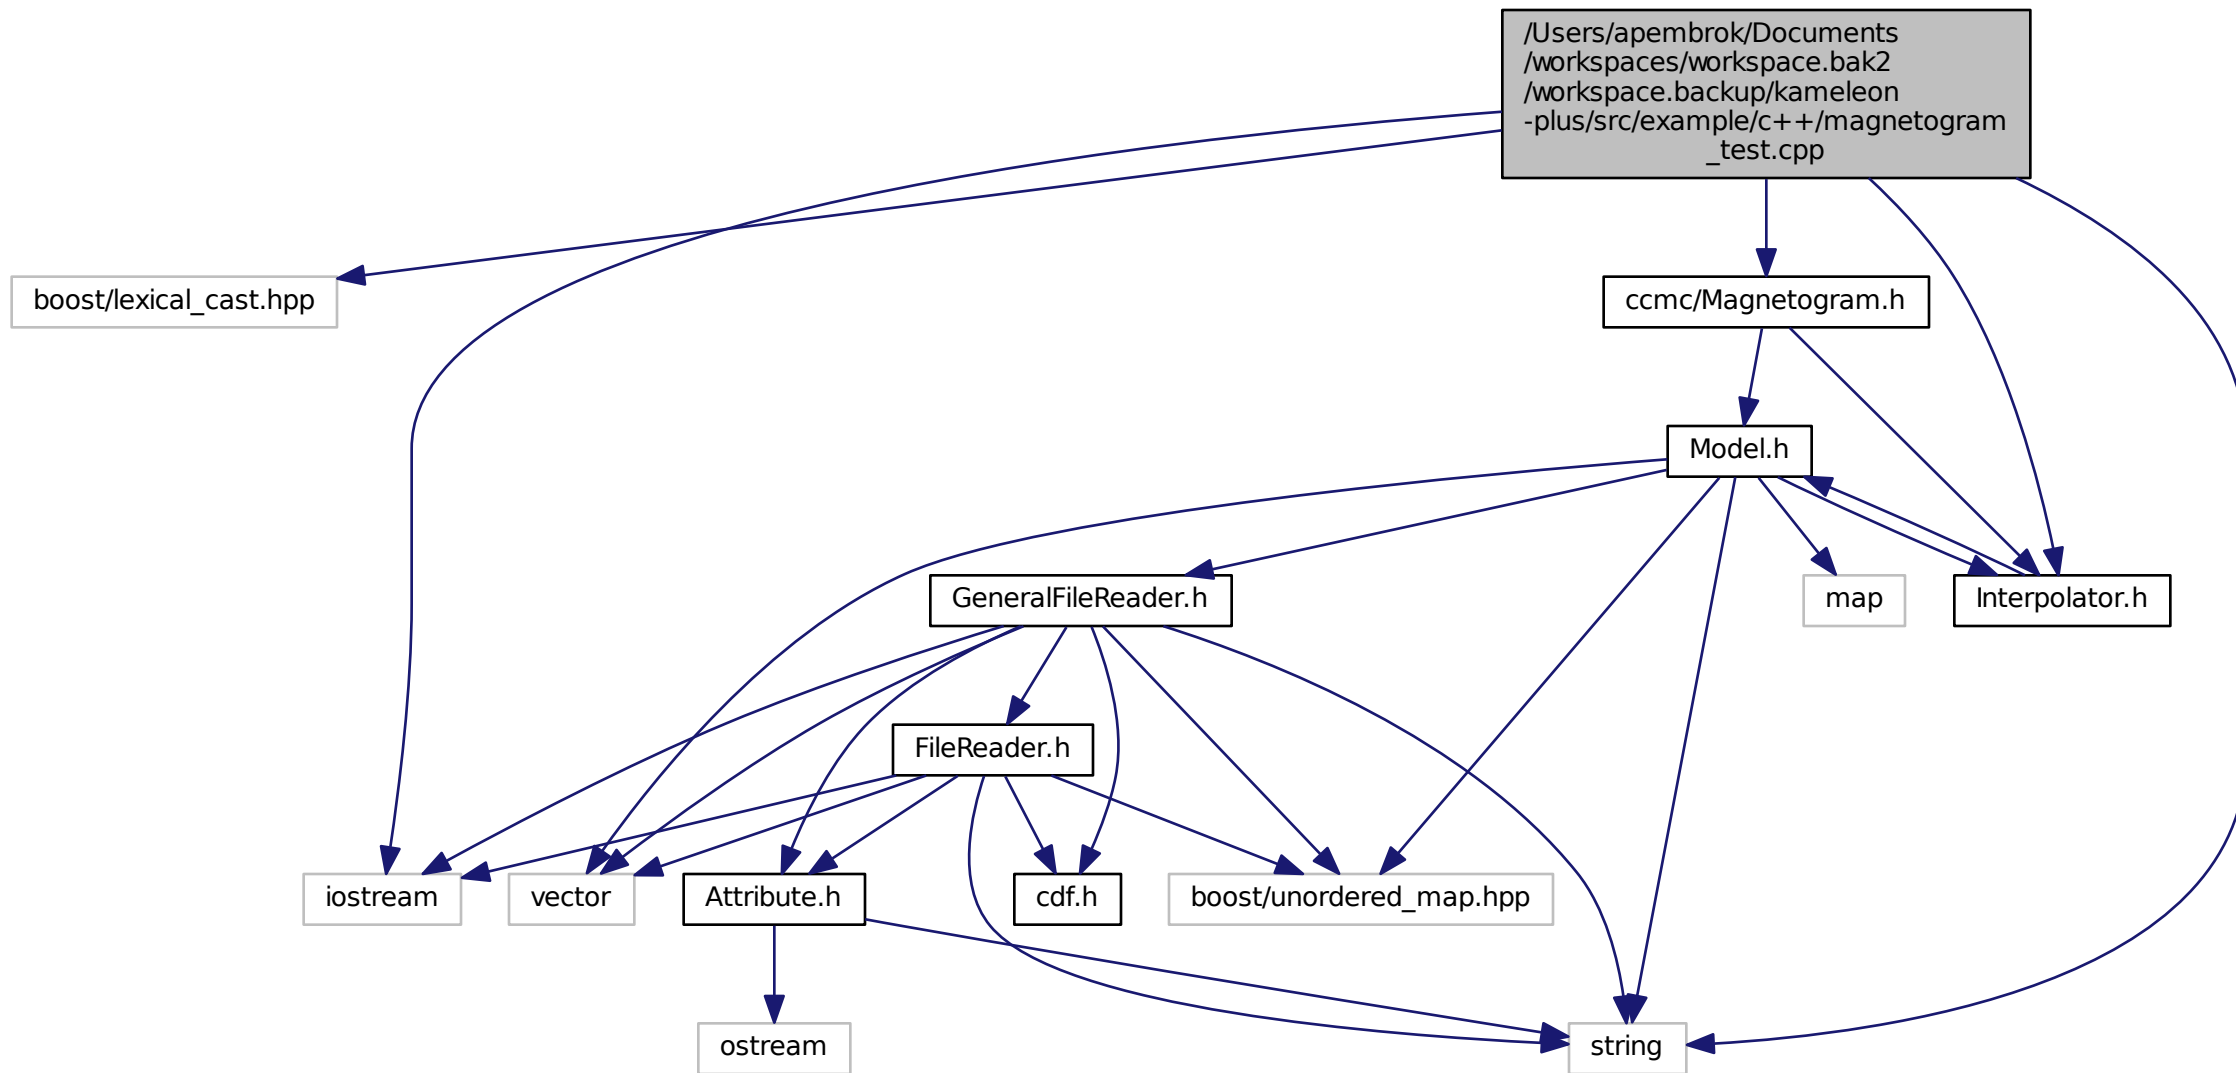 /Users/apembrok/Documents
/workspaces/workspace.bak2
/workspace.backup/kameleon
-plus/src/example/c++/magnetogram
_test.cpp
boost/lexical_cast.hpp
ccmc/Magnetogram.h
Model.h
GeneralFileReader.h
map
Interpolator.h
FileReader.h
iostream
vector
Attribute.h
cdf.h
boost/unordered_map.hpp
ostream
string